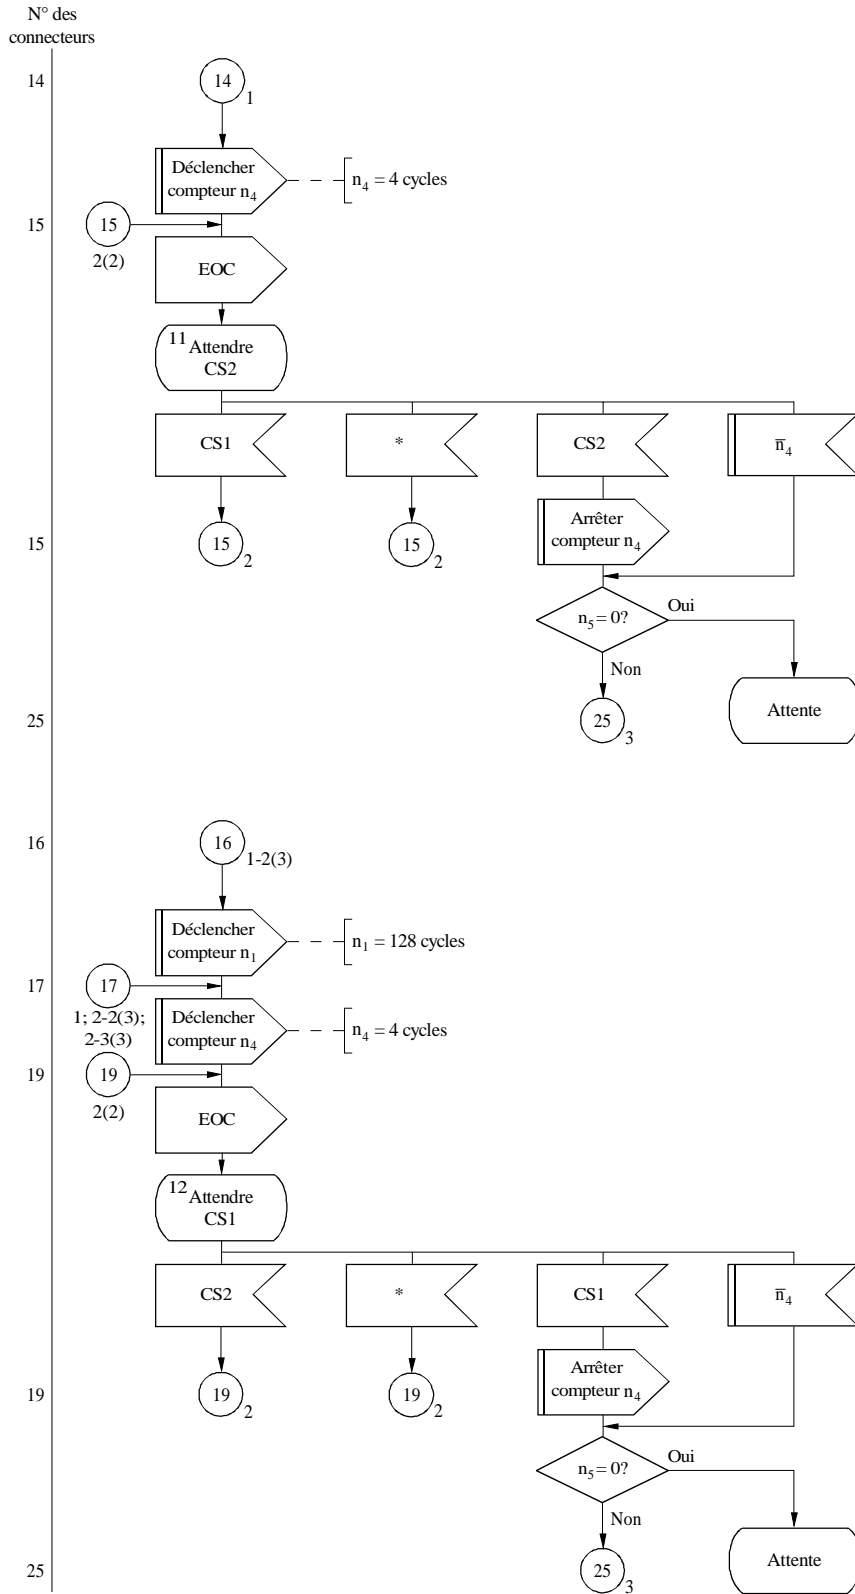 N° des
connecteurs
14
14
1
Déclencher
compteur n₄
n₄ = 4 cycles
15
15
2(2)
EOC
11 Attendre
CS2
CS1
*
CS2
n̅₄
Arrêter
compteur n₄
15
15
2
15
2
n₅ = 0?
Oui
Non
Attente
25
25
3
16
16
1-2(3)
Déclencher
compteur n₁
n₁ = 128 cycles
17
17
1; 2-2(3);
2-3(3)
Déclencher
compteur n₄
n₄ = 4 cycles
19
19
2(2)
EOC
12 Attendre
CS1
CS2
*
CS1
n̅₄
Arrêter
compteur n₄
19
19
2
19
2
n₅ = 0?
Oui
Non
Attente
25
25
3